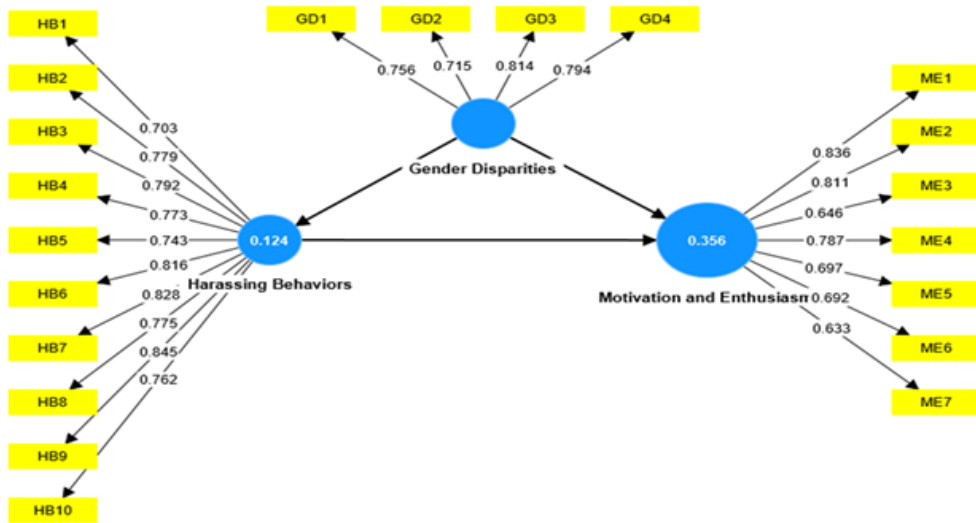 HB1
HB2
HB3
HB4
HB5
HB6
HB7
HB8
HB9
HB10
0.703
0.779
0.792
0.773
0.743
0.816
0.828
0.775
0.845
0.762
0.124
Harassing Behaviors
GD1
GD2
GD3
GD4
0.756
0.715
0.814
0.794
Gender Disparities
0.356
Motivation and Enthusiasm
0.836
0.811
0.646
0.787
0.697
0.692
0.633
ME1
ME2
ME3
ME4
ME5
ME6
ME7